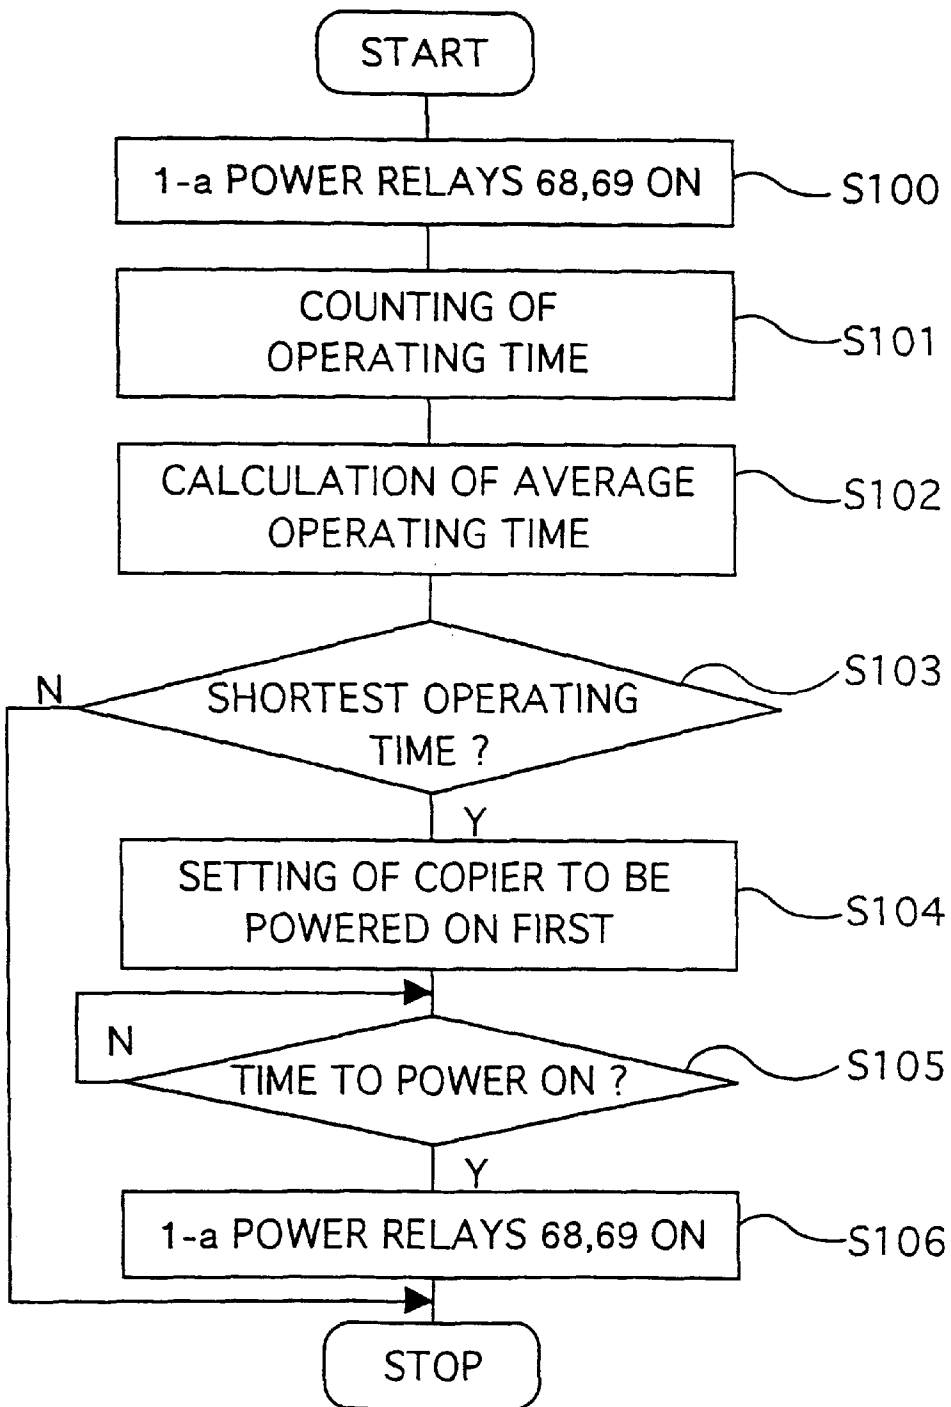 START
1-a POWER RELAYS 68,69 ON
S100
COUNTING OF
OPERATING TIME
S101
CALCULATION OF AVERAGE
OPERATING TIME
S102
S103
N
SHORTEST OPERATING
TIME ?
Y
SETTING OF COPIER TO BE
POWERED ON FIRST
S104
N
TIME TO POWER ON ?
S105
Y
1-a POWER RELAYS 68,69 ON
S106
STOP